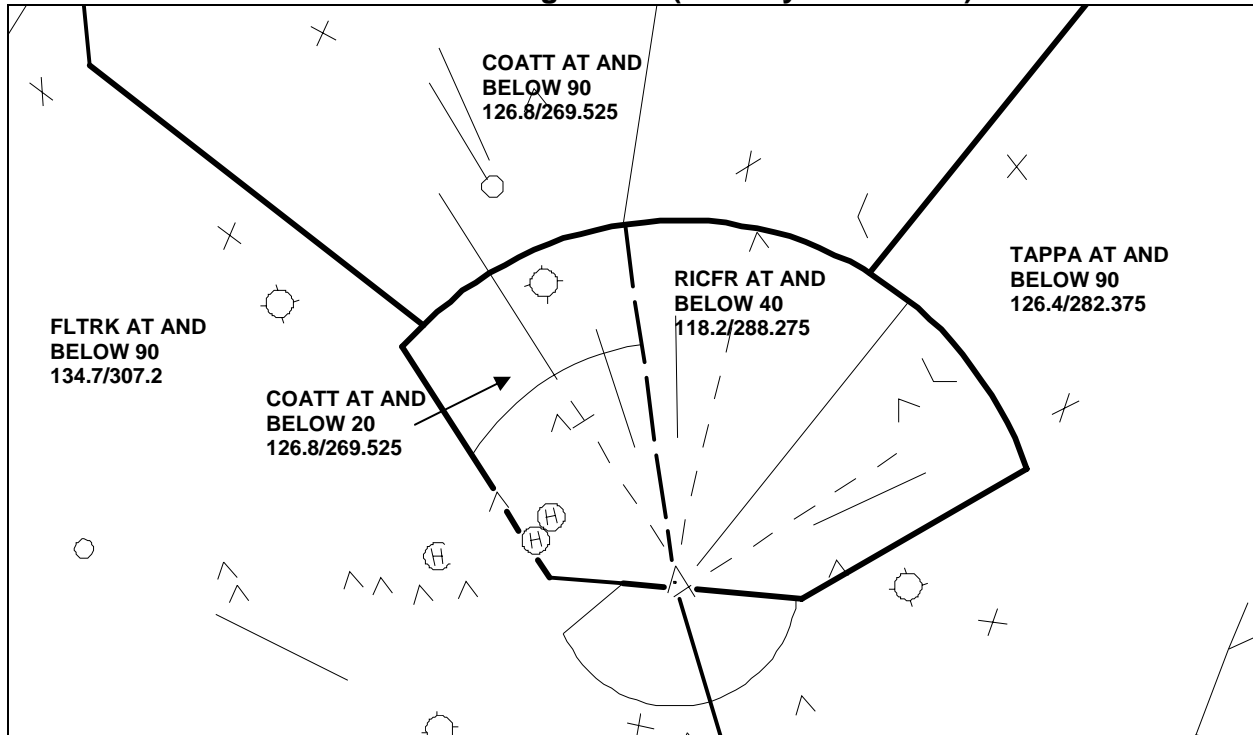 COATT AT AND
BELOW 90
126.8/269.525
RICFR AT AND
BELOW 40
118.2/288.275
TAPPA AT AND
BELOW 90
126.4/282.375
FLTRK AT AND
BELOW 90
134.7/307.2
COATT AT AND
BELOW 20
126.8/269.525
H
H
H